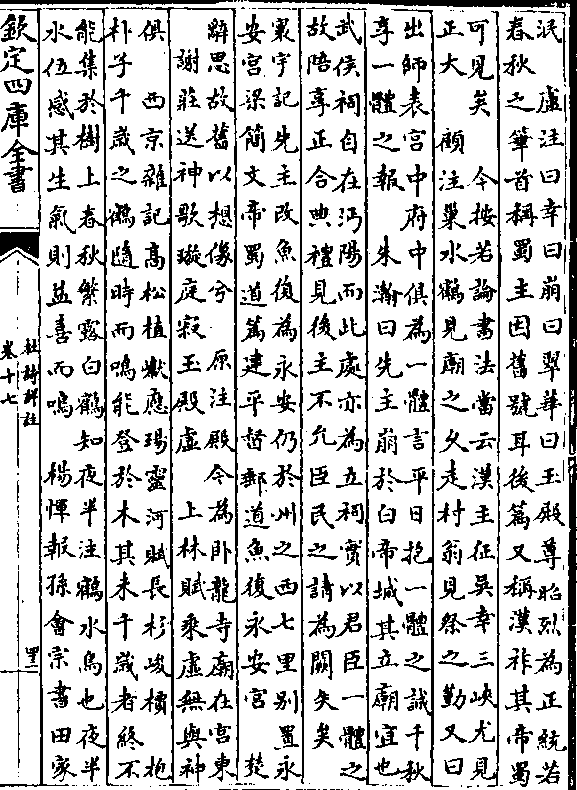 泯　盧注曰幸曰崩曰翠華曰玉殿尊昭烈為正統若
春秋之筆首稱蜀主因舊號耳後篇又稱漢祚其帝蜀
可見矣　今按若論書法當云漢主征吳幸三峽尤見
正大　顧注巢水鶴見廟之久走村翁見祭之勤又曰
出師表宫中府中俱為一體言平日抱一體之誠千秋
享一體之報　朱瀚曰先主崩於白帝城其立廟宜也
武侯祠自在沔陽而此處亦為五祠實以君臣一體之
故陪享正合典禮見後主不允臣民之請為闕失矣
寰宇記先主改魚復為永安仍於州之西七里别置永
安宫梁簡文帝蜀道篇建平督郵道魚復永安宫　楚
辭思故舊以想像兮　原注殿今為卧龍寺廟在宫東
謝莊送神歌璇庭寂玉殿虛　上林賦乘虛無與神
俱　西京雜記高松植巘應瑒靈河賦長杉峻檟　抱
朴子千歲之鶴隨時而鳴能登於木其未千歲者終不
能集於樹上春秋繁露白鶴知夜半注鶴水鳥也夜半
水位感其生氣則益喜而鳴　楊惲報孫會宗書田家
欽定四庫全書
杜詩詳註
卷十七